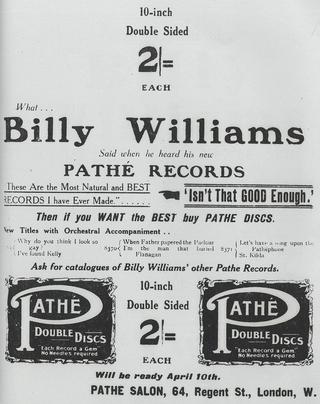 10-inch
Double Sided
2/=
EACH
What . . .
Billy Williams
Said when he heard his new
PATHÉ RECORDS
These Are the Most Natural and BEST
RECORDS I have Ever Made."......
'Isn't That GOOD Enough.'
Then if you WANT the BEST buy PATHE DISCS.
New Titles with Orchestral Accompaniment . .
Why do you think I look so gay
I've found Kelly
8370
When Father papered the Parlour
I'm the man that buried Flanagan
8371
Let's have a song upon the Pathéphone
St. Kilda
Ask for catalogues of Billy Williams' other Pathe Records.
PATHÉ
DOUBLE DISCS
"Each Record a Gem"
No Needles required
10-inch
Double Sided
2/=
EACH
PATHÉ
DOUBLE DISCS
"Each Record a Gem"
No Needles required
Will be ready April 10th.
PATHE SALON, 64, Regent St., London, W.